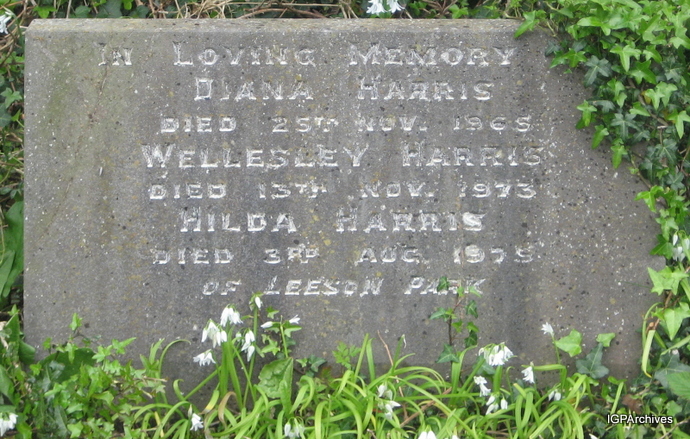 In Loving Memory
Diana Harris
Died 25th Nov. 1968
Wellesley Harris
Died 13th Nov. 1973
Hilda Harris
Died 3rd Aug. 1975
of Leeson Park
IGPArchives